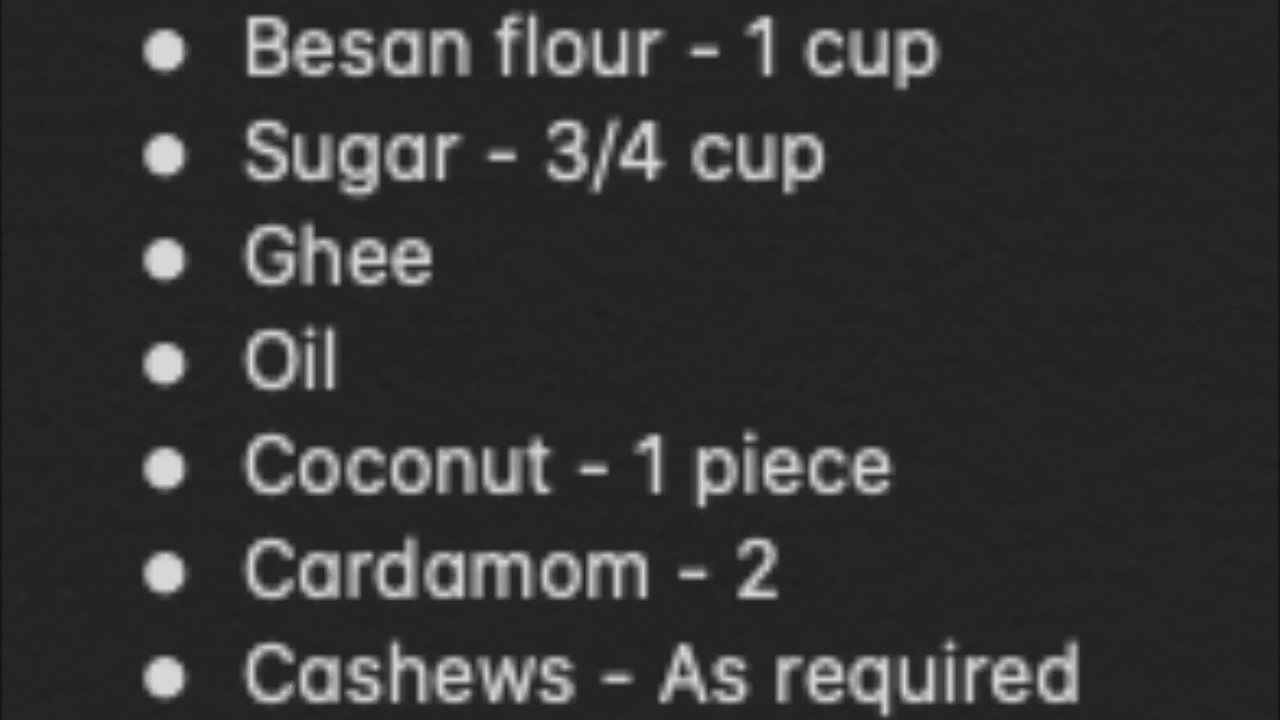 • Besan flour - 1 cup
• Sugar - 3/4 cup
• Ghee
• Oil
• Coconut - 1 piece
• Cardamom - 2
• Cashews - As required